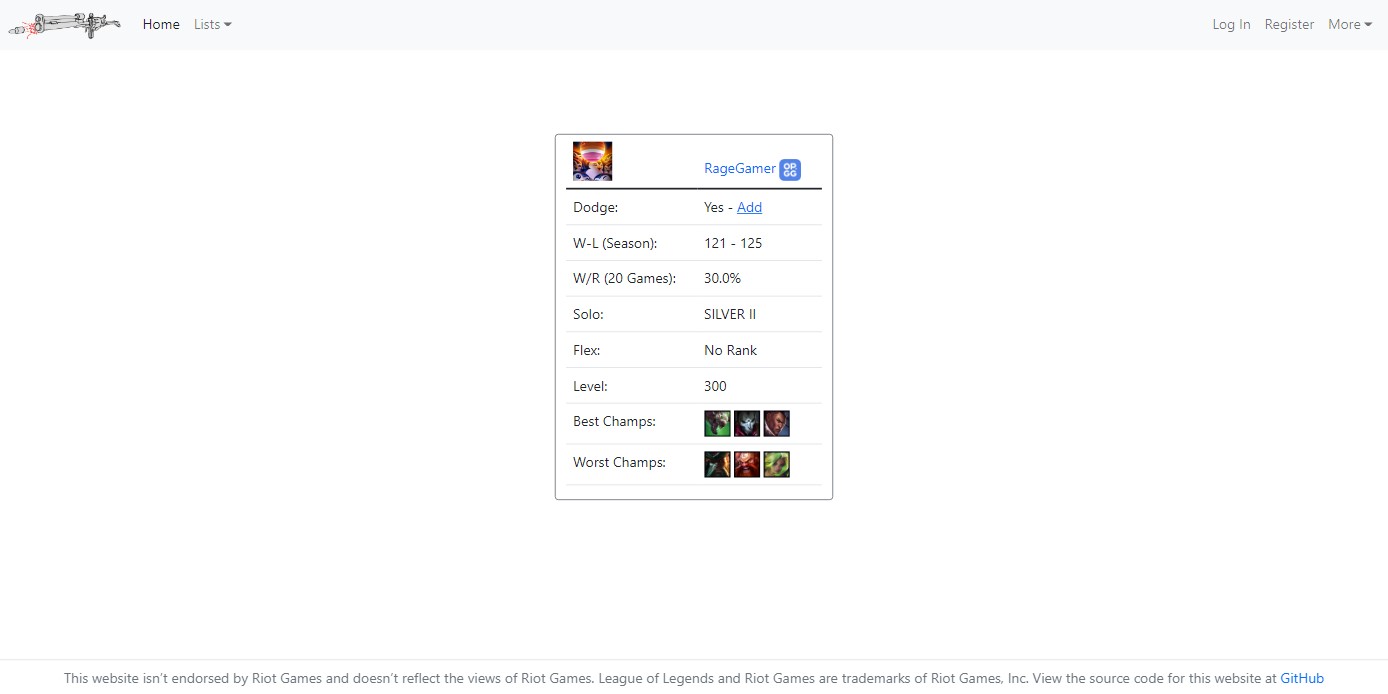 Home Lists Log In Register More
RageGamer OP GG
Dodge: Yes - Add
W-L (Season): 121 - 125
W/R (20 Games): 30.0%
Solo: SILVER II
Flex: No Rank
Level: 300
Best Champs:
Worst Champs:
This website isn't endorsed by Riot Games and doesn't reflect the views of Riot Games. League of Legends and Riot Games are trademarks of Riot Games, Inc. View the source code for this website at GitHub